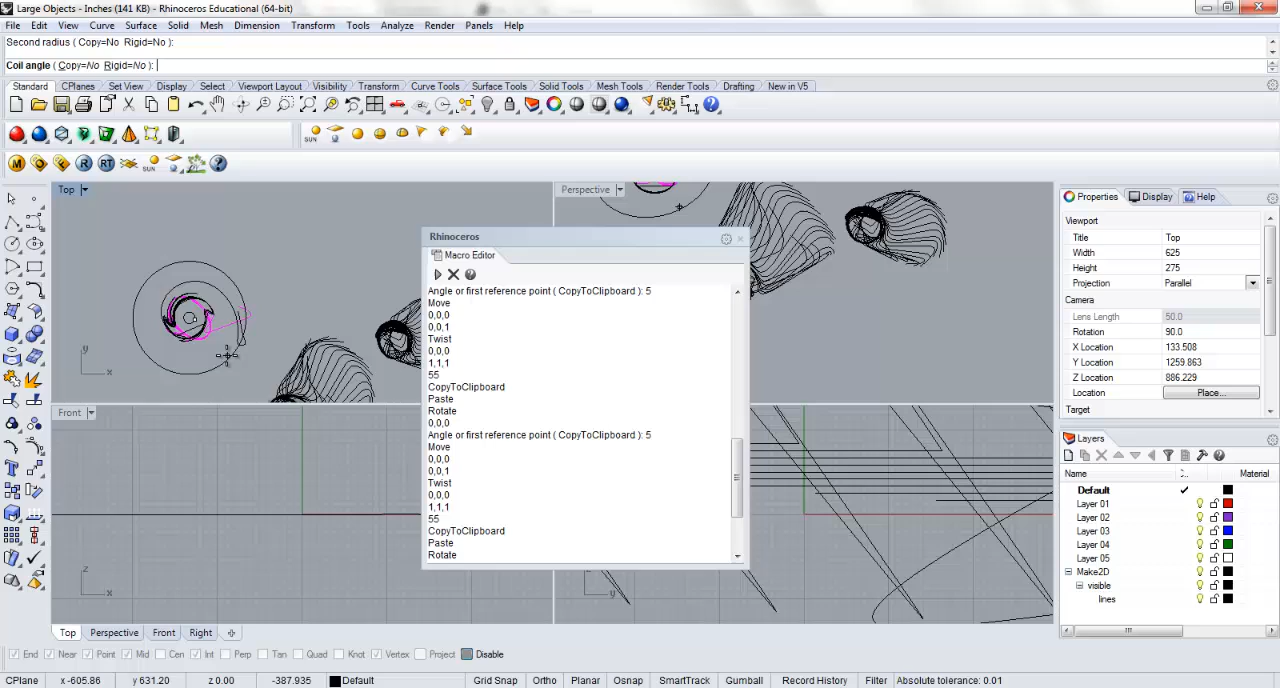 Large Objects - Inches (141 KB) - Rhinoceros Educational (64-bit)
File Edit View Curve Surface Solid Mesh Dimension Transform Tools Analyze Render Panels Help
Second radius ( Copy=No Rigid=No ):
Coil angle ( Copy=No Rigid=No ):
Standard CPlanes Set View Display Select Viewport Layout Visibility Transform Curve Tools Surface Tools Solid Tools Mesh Tools Render Tools Drafting New in V5
SUN
M R RT SUN
Top
Perspective
Front
y
x
z
x
y
Rhinoceros
Macro Editor
Angle or first reference point ( CopyToClipboard ): 5
Move
0,0,0
0,0,1
Twist
0,0,0
1,1,1
55
CopyToClipboard
Paste
Rotate
0,0,0
Angle or first reference point ( CopyToClipboard ): 5
Move
0,0,0
0,0,1
Twist
0,0,0
1,1,1
55
CopyToClipboard
Paste
Rotate
Properties Display Help
Viewport
Title Top
Width 625
Height 275
Projection Parallel
Camera
Lens Length 50.0
Rotation 90.0
X Location 133.508
Y Location 1259.863
Z Location 886.229
Location Place...
Target
Layers
Name Material
Default
Layer 01
Layer 02
Layer 03
Layer 04
Layer 05
Make2D
visible
lines
Top Perspective Front Right
End Near Point Mid Cen Int Perp Tan Quad Knot Vertex Project Disable
CPlane x -605.86 y 631.20 z 0.00 -387.935 Default Grid Snap Ortho Planar Osnap SmartTrack Gumball Record History Filter Absolute tolerance: 0.01